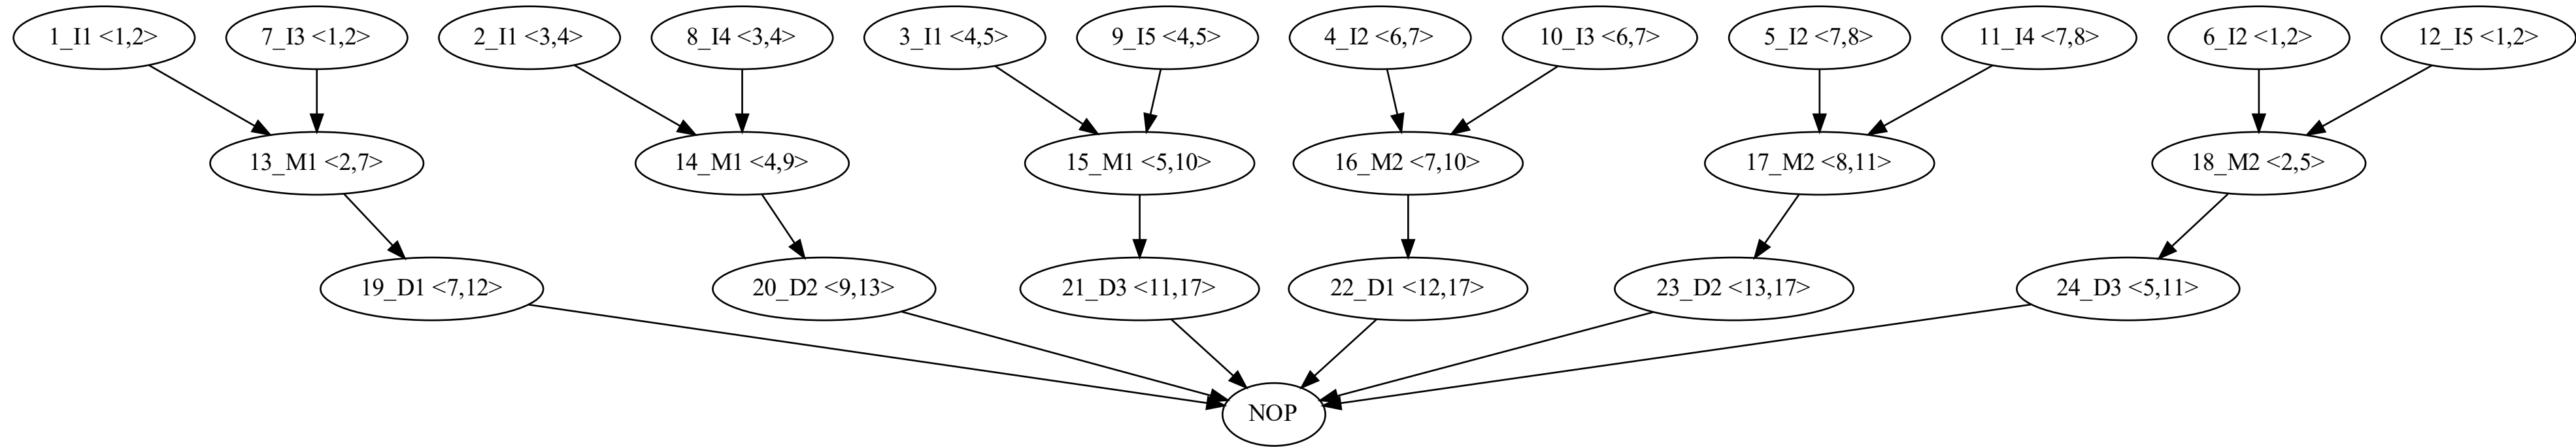 1_I1 <1,2>
7_I3 <1,2>
2_I1 <3,4>
8_I4 <3,4>
3_I1 <4,5>
9_I5 <4,5>
4_I2 <6,7>
10_I3 <6,7>
5_I2 <7,8>
11_I4 <7,8>
6_I2 <1,2>
12_I5 <1,2>
13_M1 <2,7>
14_M1 <4,9>
15_M1 <5,10>
16_M2 <7,10>
17_M2 <8,11>
18_M2 <2,5>
19_D1 <7,12>
20_D2 <9,13>
21_D3 <11,17>
22_D1 <12,17>
23_D2 <13,17>
24_D3 <5,11>
NOP